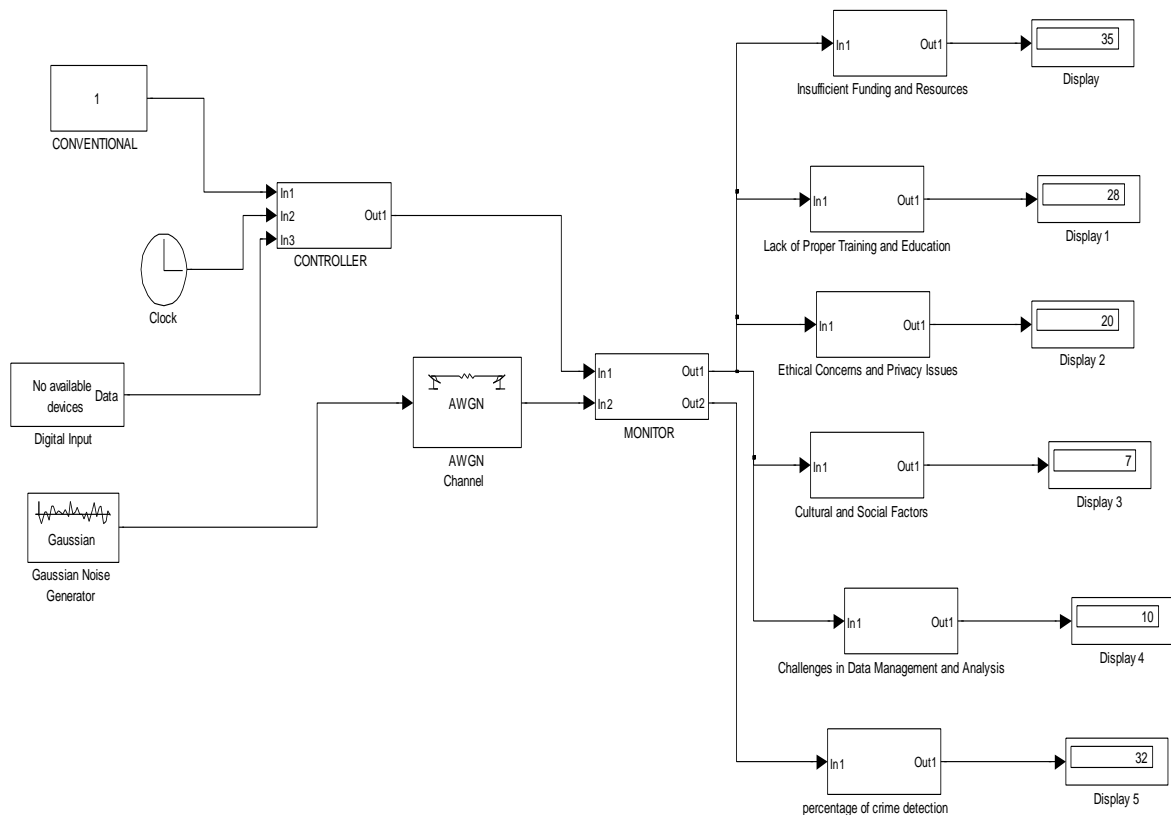 1
CONVENTIONAL
In1
In2
In3
Out1
CONTROLLER
Clock
No available
devices
Data
Digital Input
Gaussian
Gaussian Noise
Generator
AWGN
AWGN
Channel
In1
In2
Out1
Out2
MONITOR
In1
Out1
Insufficient Funding and Resources
35
Display
In1
Out1
Lack of Proper Training and Education
28
Display 1
In1
Out1
Ethical Concerns and Privacy Issues
20
Display 2
In1
Out1
Cultural and Social Factors
7
Display 3
In1
Out1
Challenges in Data Management and Analysis
10
Display 4
In1
Out1
percentage of crime detection
32
Display 5